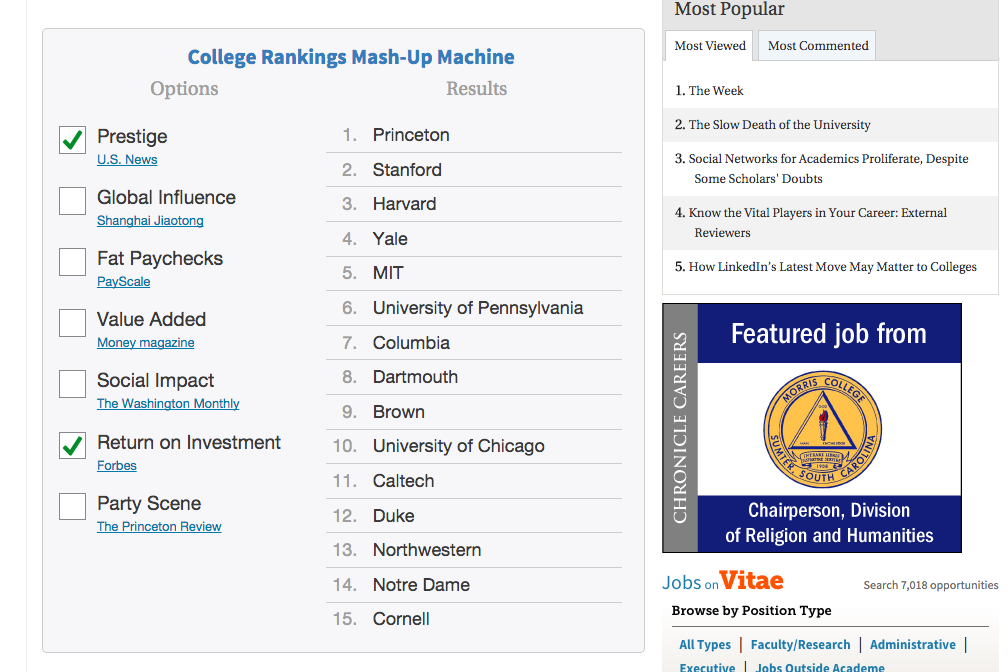 College Rankings Mash-Up Machine
Options
Results
Prestige
U.S. News
Global Influence
Shanghai Jiaotong
Fat Paychecks
PayScale
Value Added
Money magazine
Social Impact
The Washington Monthly
Return on Investment
Forbes
Party Scene
The Princeton Review
1. Princeton
2. Stanford
3. Harvard
4. Yale
5. MIT
6. University of Pennsylvania
7. Columbia
8. Dartmouth
9. Brown
10. University of Chicago
11. Caltech
12. Duke
13. Northwestern
14. Notre Dame
15. Cornell
Most Popular
Most Viewed
Most Commented
1. The Week
2. The Slow Death of the University
3. Social Networks for Academics Proliferate, Despite
Some Scholars' Doubts
4. Know the Vital Players in Your Career: External
Reviewers
5. How LinkedIn's Latest Move May Matter to Colleges
CHRONICLE CAREERS
Featured job from
MORRIS COLLEGE
SUMTER, SOUTH CAROLINA
1908
Chairperson, Division
of Religion and Humanities
Jobs on Vitae
Search 7,018 opportunities
Browse by Position Type
All Types | Faculty/Research | Administrative |
Executive | Jobs Outside Academe